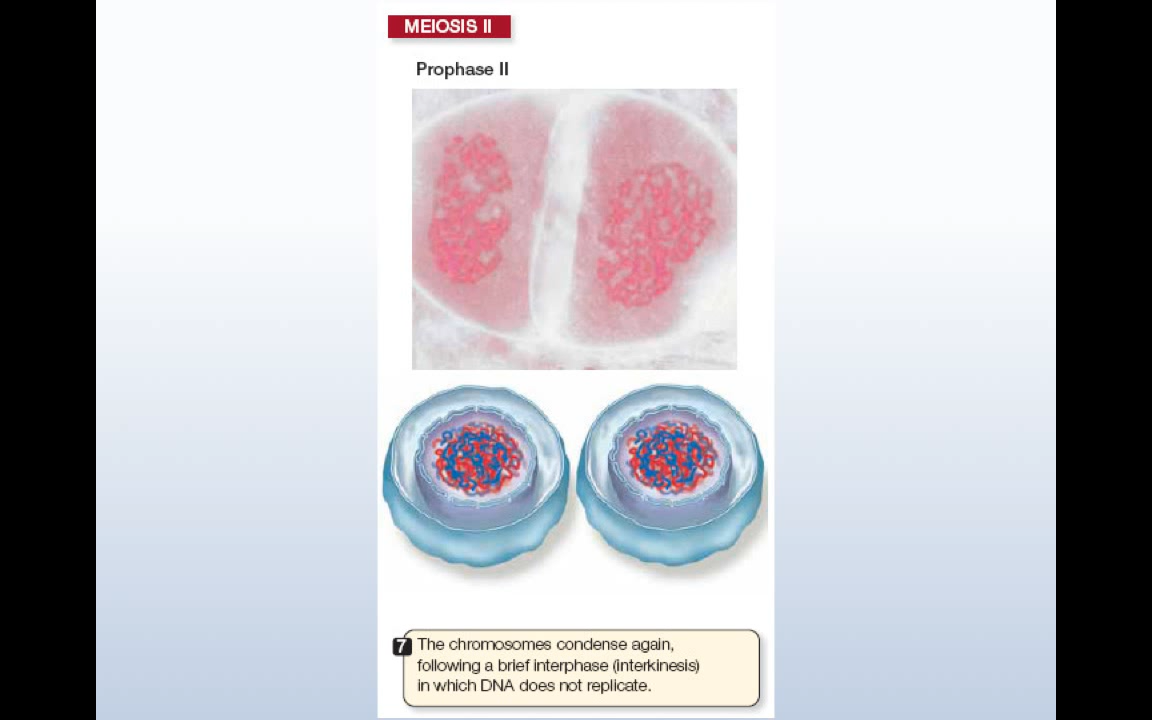 MEIOSIS II
Prophase II
7 The chromosomes condense again,
following a brief interphase (interkinesis)
in which DNA does not replicate.